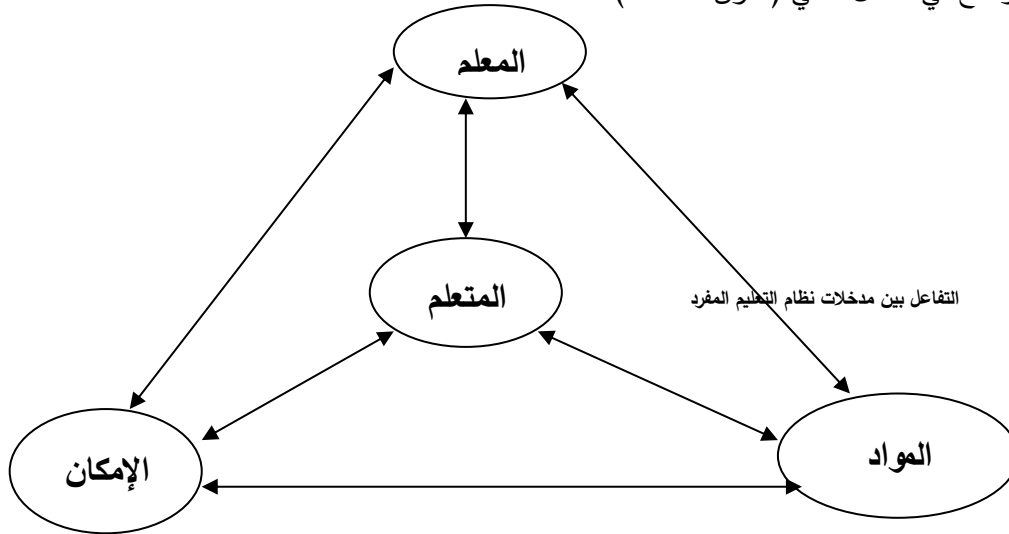 المعلم
المتعلم
التفاعل بين مدخلات نظام التعليم المفرد
المواد
الإمكان